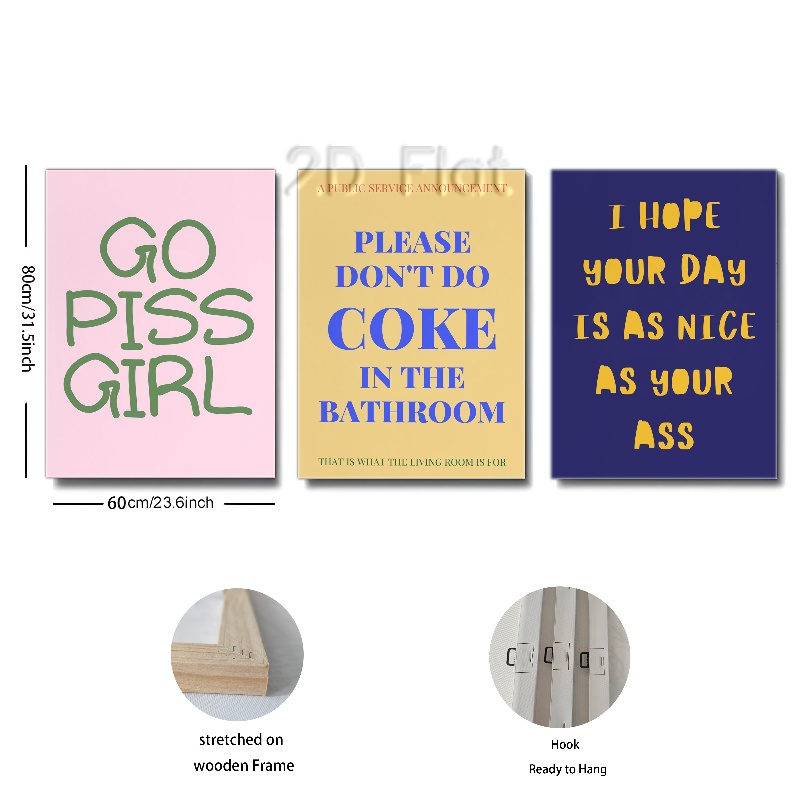 2D Flat
80cm/31.5inch
GO
PISS
GIRL
A PUBLIC SERVICE ANNOUNCEMENT
PLEASE
DON'T DO
COKE
IN THE
BATHROOM
THAT IS WHAT THE LIVING ROOM IS FOR
I HOPE
YOUR DAY
IS AS NICE
AS YOUR
ASS
60cm/23.6inch
stretched on
wooden Frame
Hook
Ready to Hang